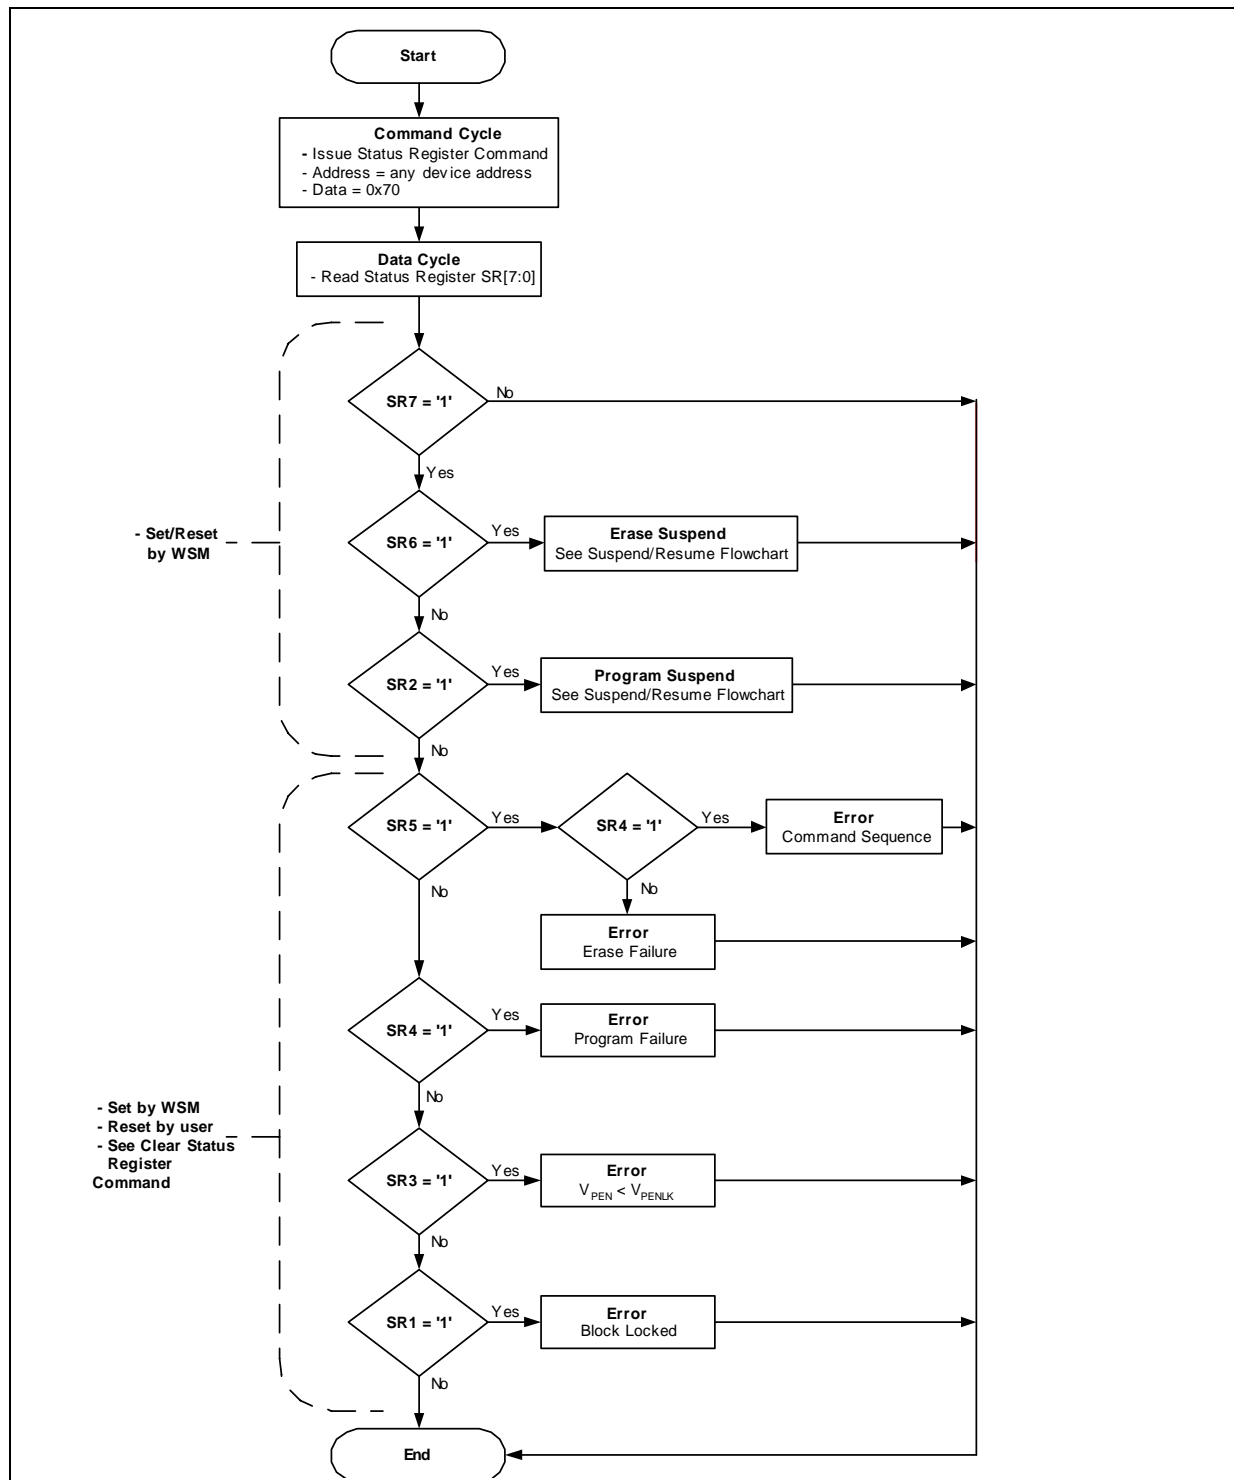 Start
Command Cycle
- Issue Status Register Command
- Address = any device address
- Data = 0x70
Data Cycle
- Read Status Register SR[7:0]
SR7 = '1'
No
Yes
- Set/Reset
by WSM
SR6 = '1'
Yes
Erase Suspend
See Suspend/Resume Flowchart
No
SR2 = '1'
Yes
Program Suspend
See Suspend/Resume Flowchart
No
SR5 = '1'
Yes
SR4 = '1'
Yes
Error
Command Sequence
No
No
Error
Erase Failure
SR4 = '1'
Yes
Error
Program Failure
No
- Set by WSM
- Reset by user
- See Clear Status
Register
Command
SR3 = '1'
Yes
Error
V_PEN < V_PENLK
No
SR1 = '1'
Yes
Error
Block Locked
No
End